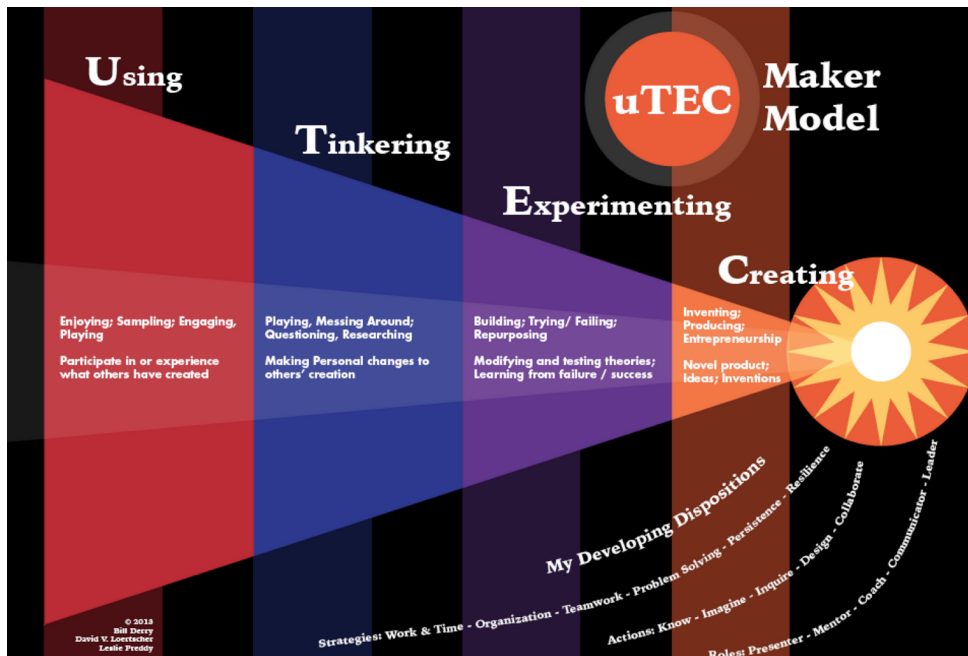 uTEC
Maker
Model
Using
Tinkering
Experimenting
Creating
Enjoying; Sampling; Engaging,
Playing
Participate in or experience
what others have created
Playing, Messing Around;
Questioning, Researching
Making Personal changes to
others' creation
Building; Trying/ Failing;
Repurposing
Modifying and testing theories;
Learning from failure / success
Inventing;
Producing;
Entrepreneurship
Novel product;
Ideas; Inventions
My Developing Dispositions
Strategies: Work & Time - Organization - Teamwork - Problem Solving - Persistence - Resilience
Actions: Know - Imagine - Inquire - Design - Collaborate
Roles: Presenter - Mentor - Coach - Communicator - Leader
© 2013
Bill Derry
David V. Loertscher
Leslie Preddy